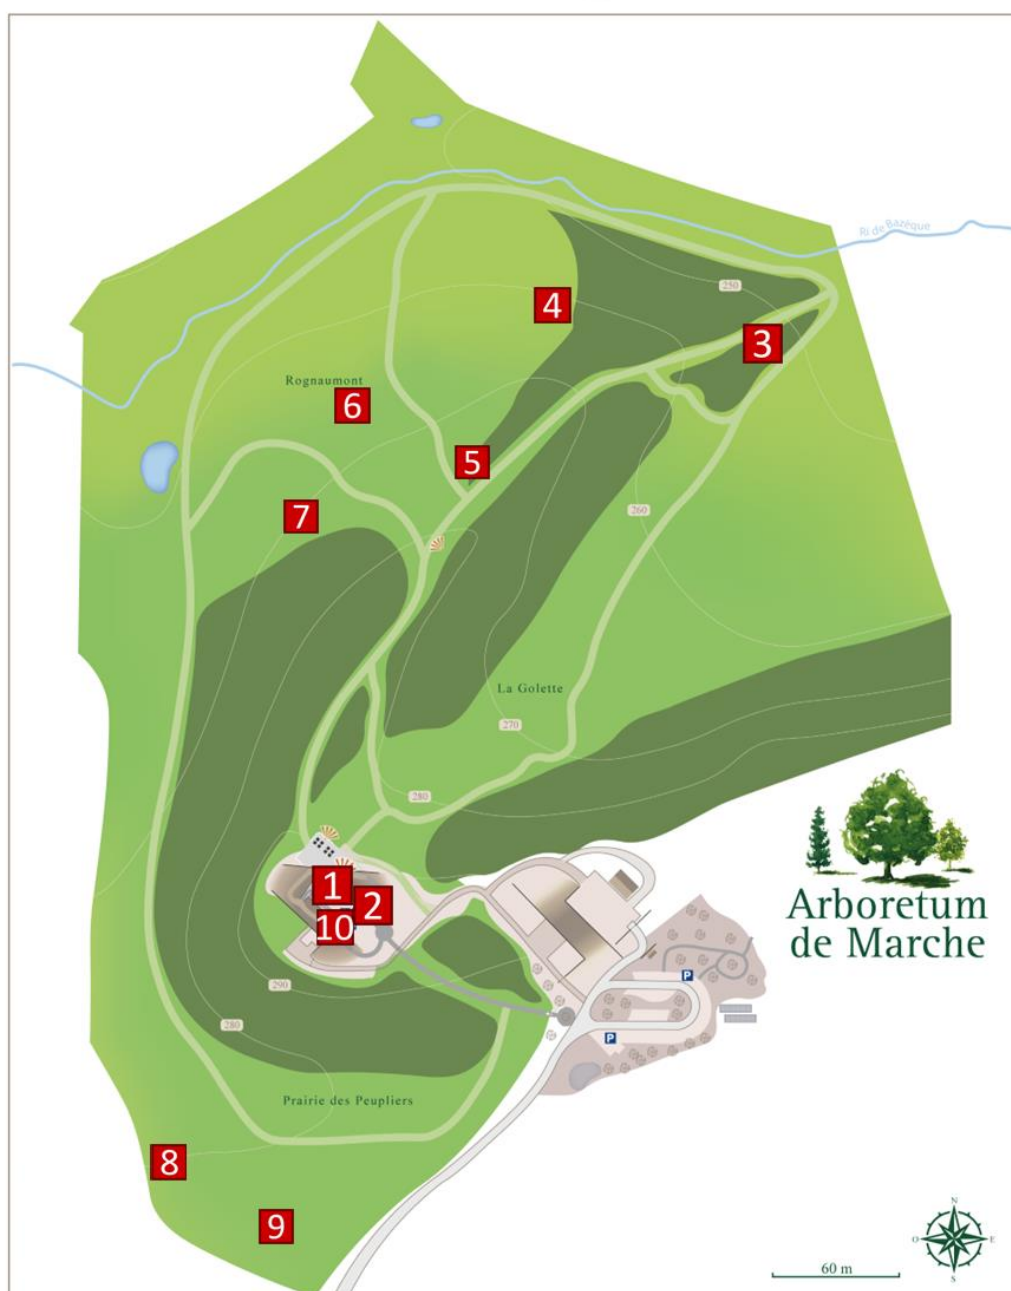 Ri de Bazèque
250
4
3
Rognaumont
6
5
7
260
La Golette
270
280
Arboretum
de Marche
1
2
10
P
290
280
P
Prairie des Peupliers
8
9
N
O
E
S
60 m